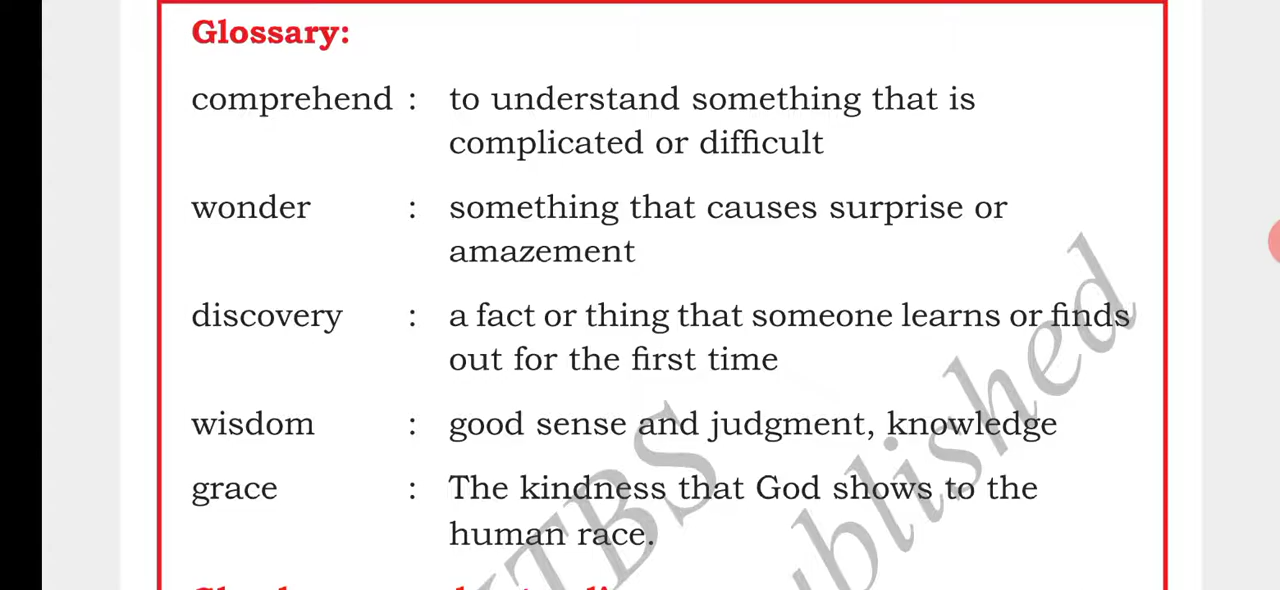 Glossary:
comprehend : to understand something that is
complicated or difficult
wonder : something that causes surprise or
amazement
discovery : a fact or thing that someone learns or finds
out for the first time
wisdom : good sense and judgment, knowledge
grace : The kindness that God shows to the
human race.